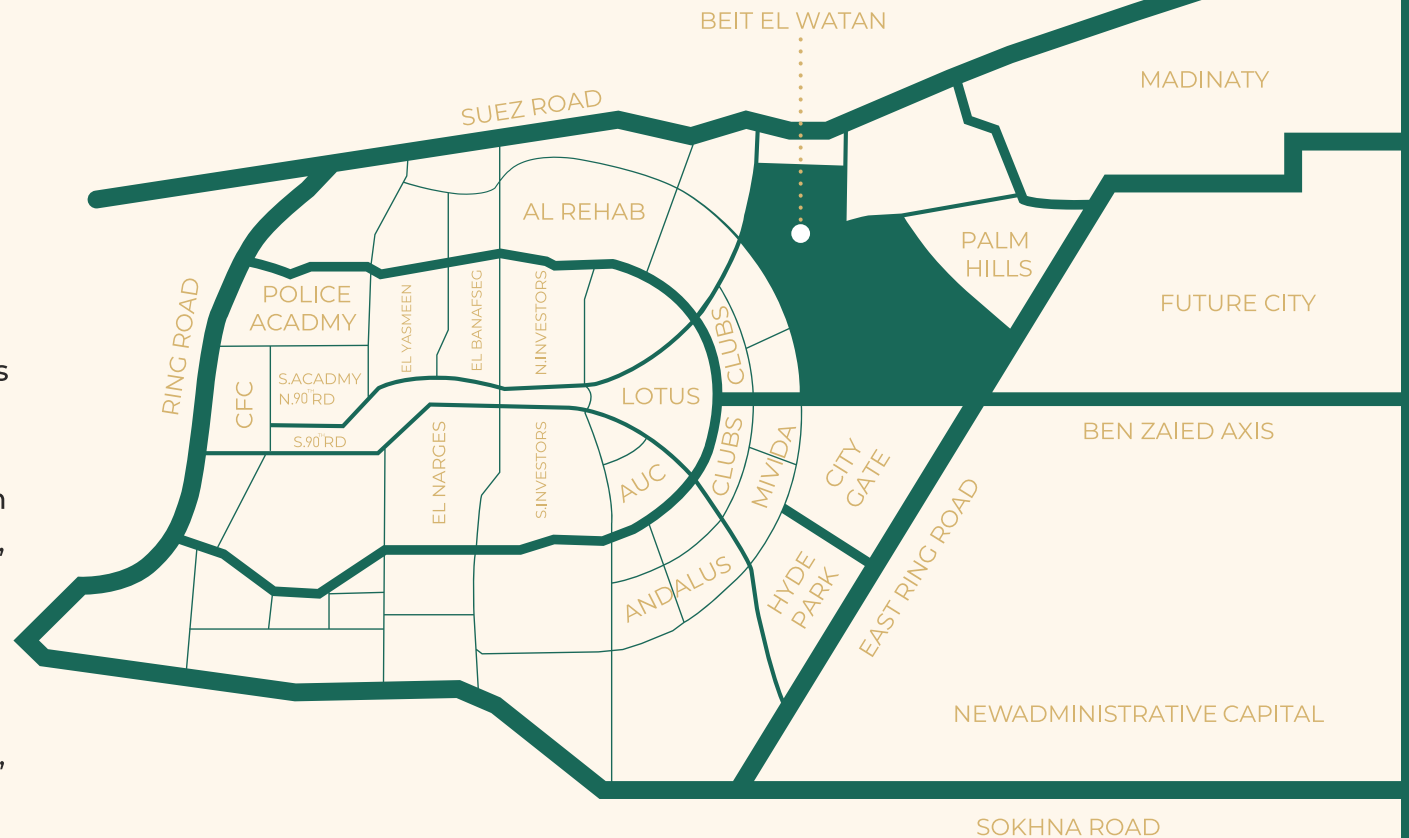 BEIT EL WATAN
SUEZ ROAD
MADINATY
AL REHAB
PALM
HILLS
RING ROAD
POLICE
ACADMY
EL YASMEEN
EL BANAFSEG
N.INVESTORS
CLUBS
FUTURE CITY
s
CFC
S.ACADMY
N.90TH RD
LOTUS
S.90TH RD
BEN ZAIED AXIS
EL NARGES
S.INVESTORS
AUC
CLUBS
MIVIDA
CITY
GATE
n
,
HYDE
PARK
ANDALUS
EAST RING ROAD
NEWADMINISTRATIVE CAPITAL
,
SOKHNA ROAD